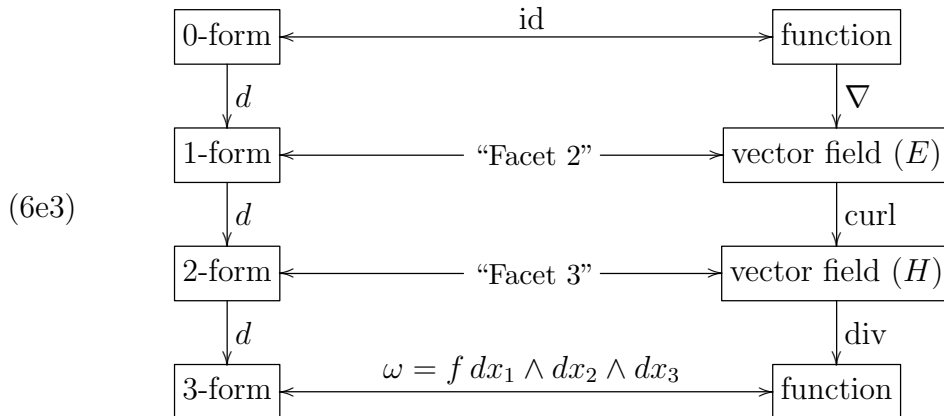 0-form id function
d ∇
1-form “Facet 2” vector field (E)
(6e3) d curl
2-form “Facet 3” vector field (H)
d div
3-form ω = f dx₁ ∧ dx₂ ∧ dx₃ function